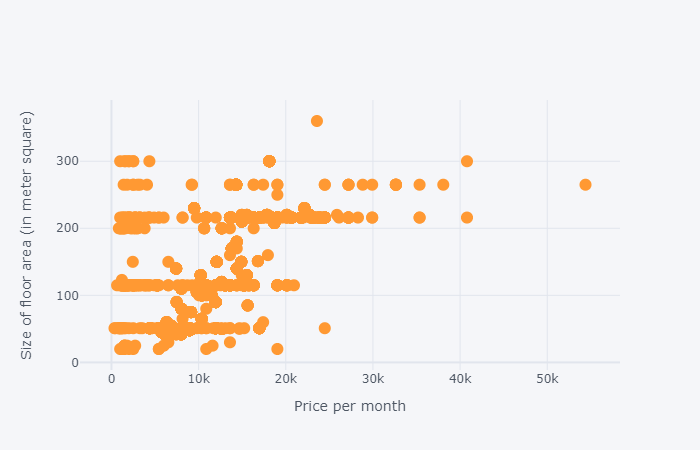 Size of floor area (in meter square)
300
200
100
0
0 10k 20k 30k 40k 50k
Price per month